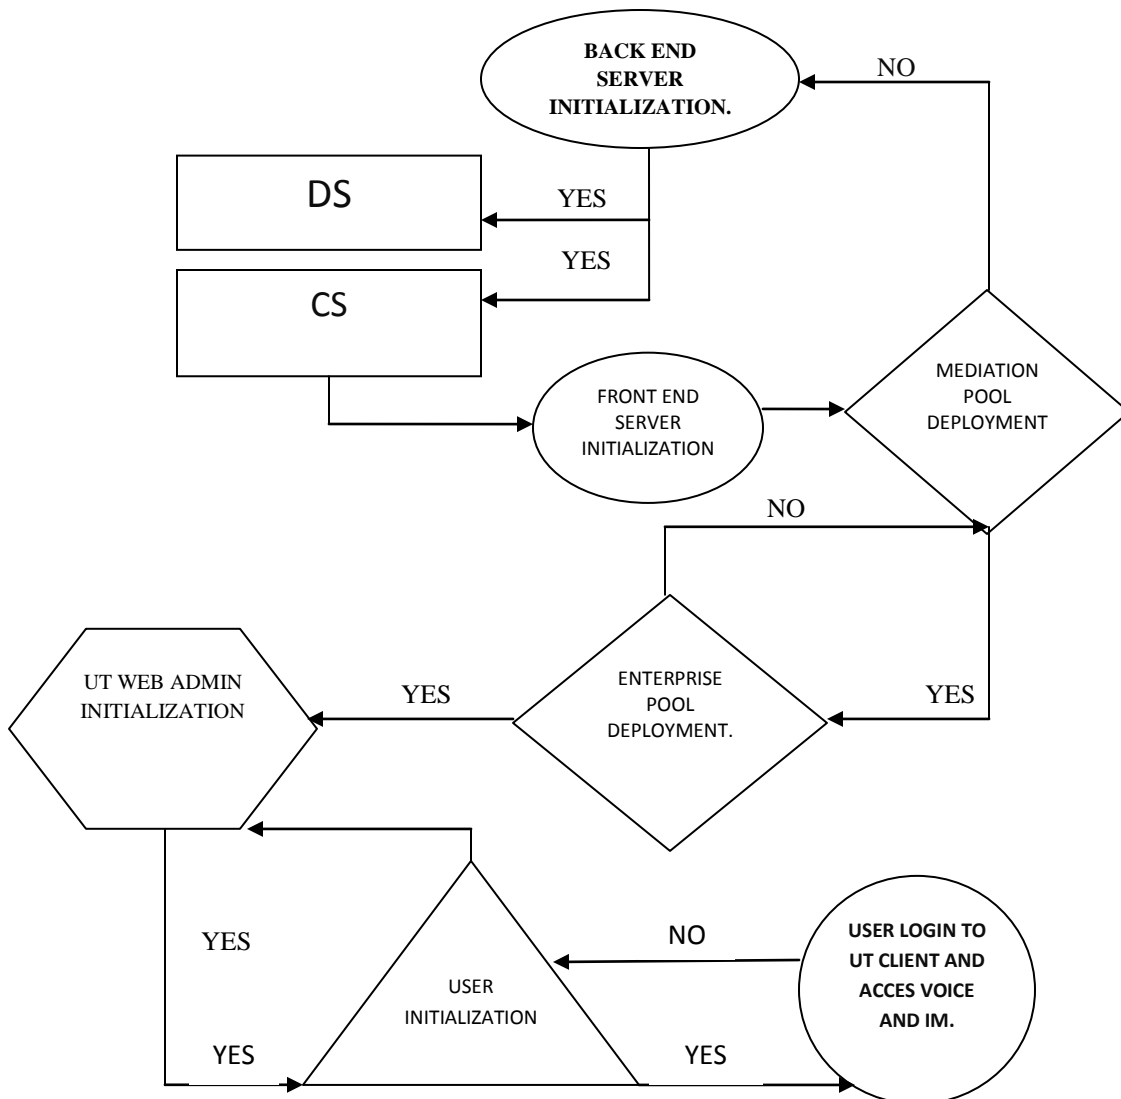 BACK END
SERVER
INITIALIZATION.
NO
DS
YES
YES
CS
MEDIATION
POOL
DEPLOYMENT
FRONT END
SERVER
INITIALIZATION
NO
UT WEB ADMIN
INITIALIZATION
YES
ENTERPRISE
POOL
DEPLOYMENT.
YES
YES
NO
USER LOGIN TO
UT CLIENT AND
ACCES VOICE
AND IM.
USER
INITIALIZATION
YES
YES